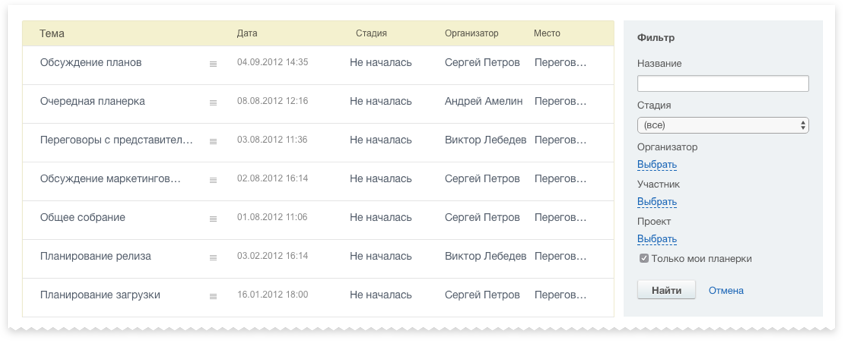 Тема Дата Стадия Организатор Место
Обсуждение планов 04.09.2012 14:35 Не началась Сергей Петров Перегов…
Очередная планерка 08.08.2012 12:16 Не началась Андрей Амелин Перегов…
Переговоры с представител… 03.08.2012 11:36 Не началась Виктор Лебедев Перегов…
Обсуждение маркетингов… 02.08.2012 16:14 Не началась Сергей Петров Перегов…
Общее собрание 01.08.2012 11:06 Не началась Сергей Петров Перегов…
Планирование релиза 03.02.2012 16:14 Не началась Виктор Лебедев Перегов…
Планирование загрузки 16.01.2012 18:00 Не началась Сергей Петров Перегов…
Фильтр
Название
Стадия
(все)
Организатор
Выбрать
Участник
Выбрать
Проект
Выбрать
Только мои планерки
Найти Отмена